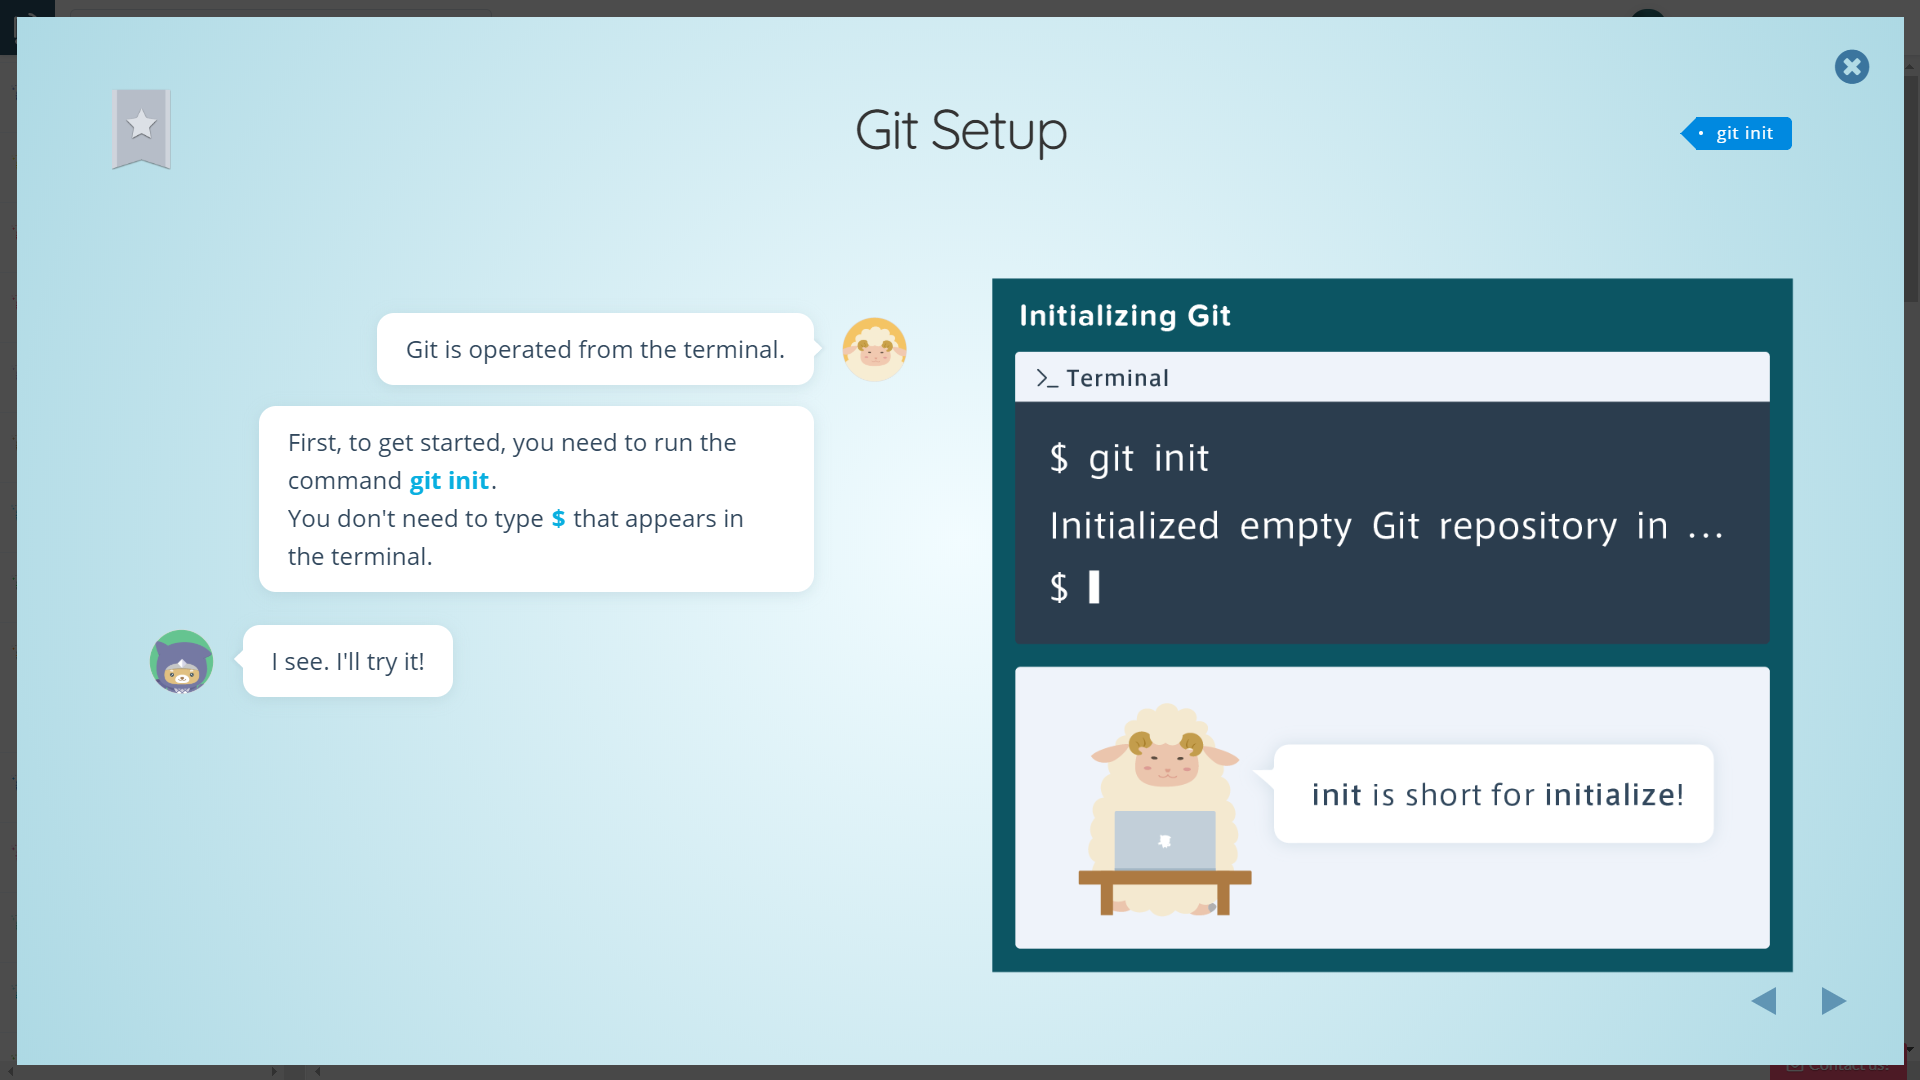 Git Setup
• git init
Git is operated from the terminal.
First, to get started, you need to run the
command git init.
You don't need to type $ that appears in
the terminal.
I see. I'll try it!
Initializing Git
>_ Terminal
$ git init
Initialized empty Git repository in ...
$
init is short for initialize!
Contact us!